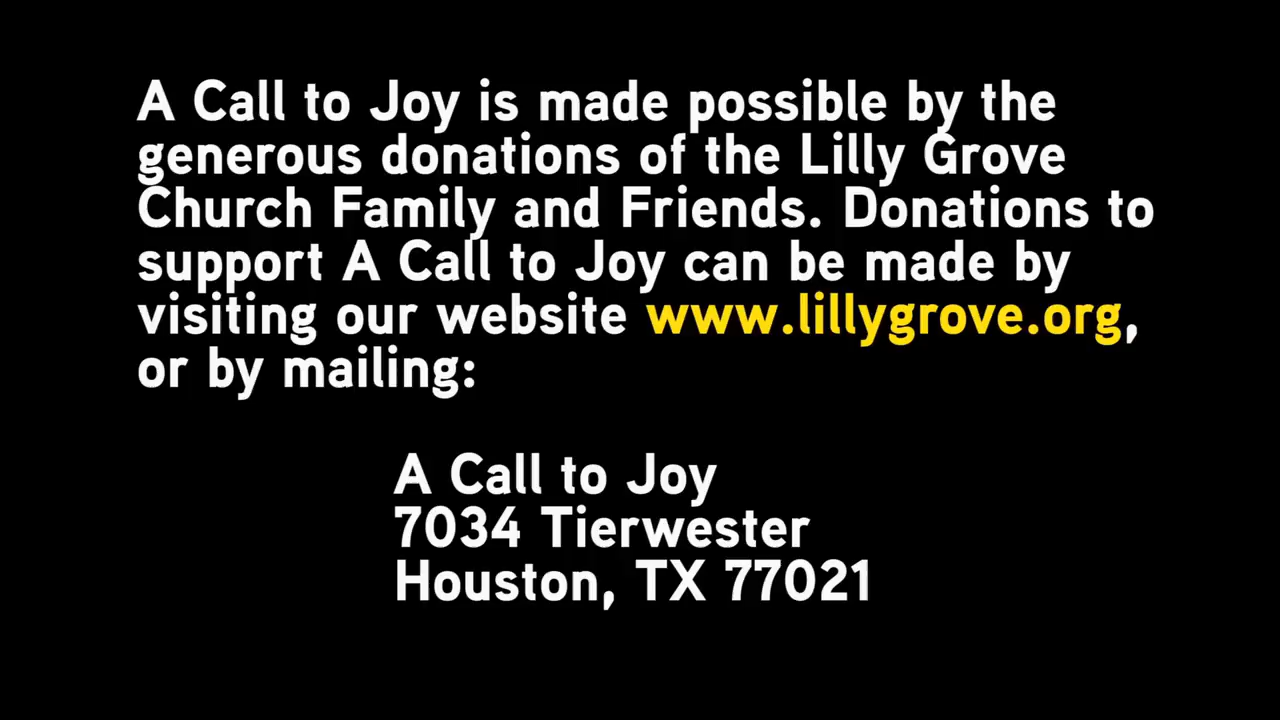 A Call to Joy is made possible by the
generous donations of the Lilly Grove
Church Family and Friends. Donations to
support A Call to Joy can be made by
visiting our website www.lillygrove.org,
or by mailing:
A Call to Joy
7034 Tierwester
Houston, TX 77021